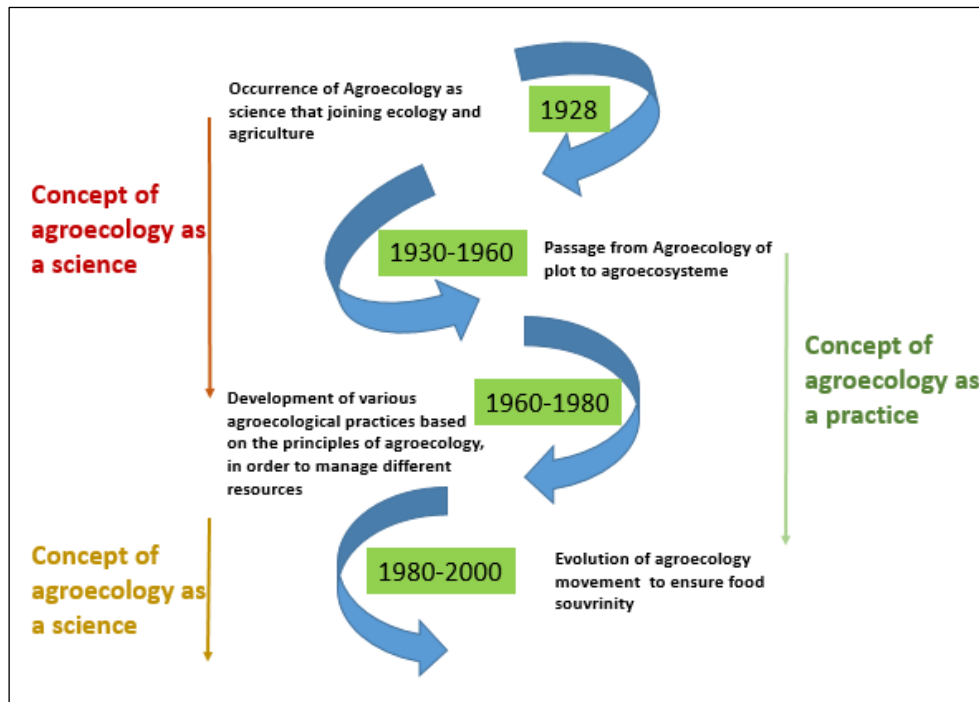 Occurrence of Agroecology as
science that joining ecology and
agriculture
1928
Concept of
agroecology as
a science
1930-1960
Passage from Agroecology of
plot to agroecosysteme
Concept of
agroecology as
a practice
1960-1980
Development of various
agroecological practices based
on the principles of agroecology,
in order to manage different
resources
Concept of
agroecology as
a science
1980-2000
Evolution of agroecology
movement to ensure food
souvrinity